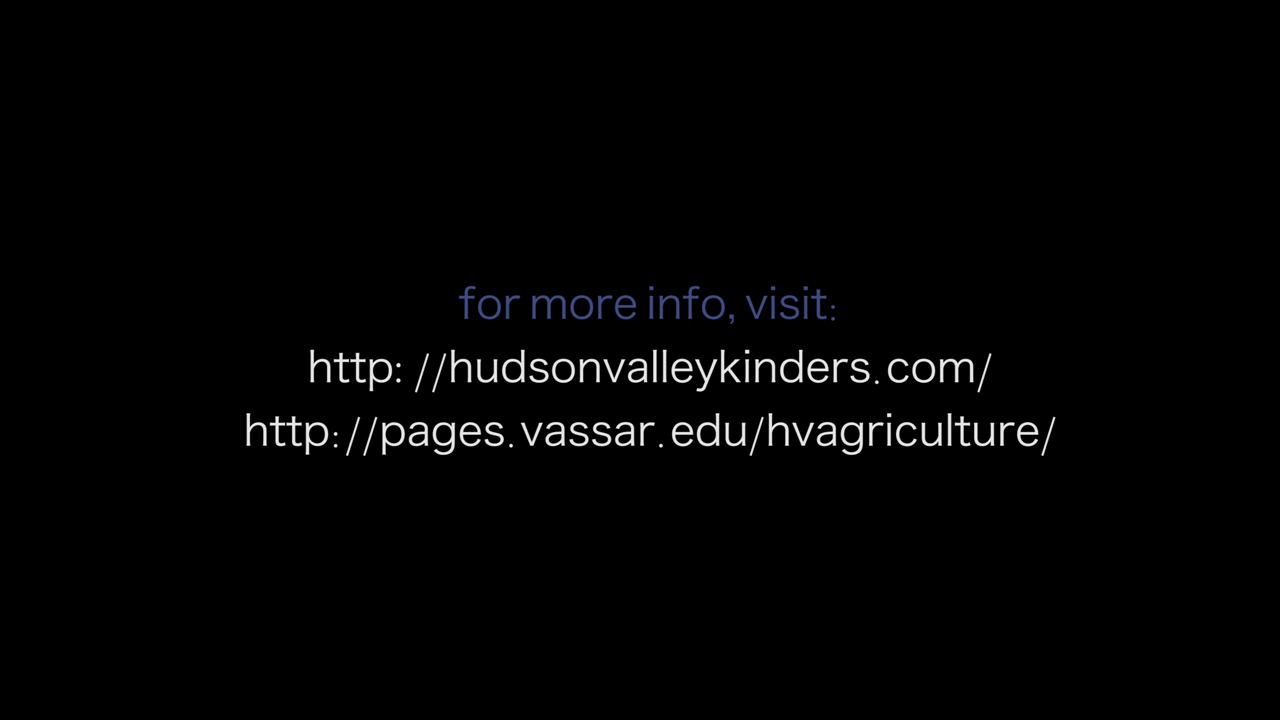 for more info, visit:
http: //hudsonvalleykinders.com/
http://pages.vassar.edu/hvagriculture/